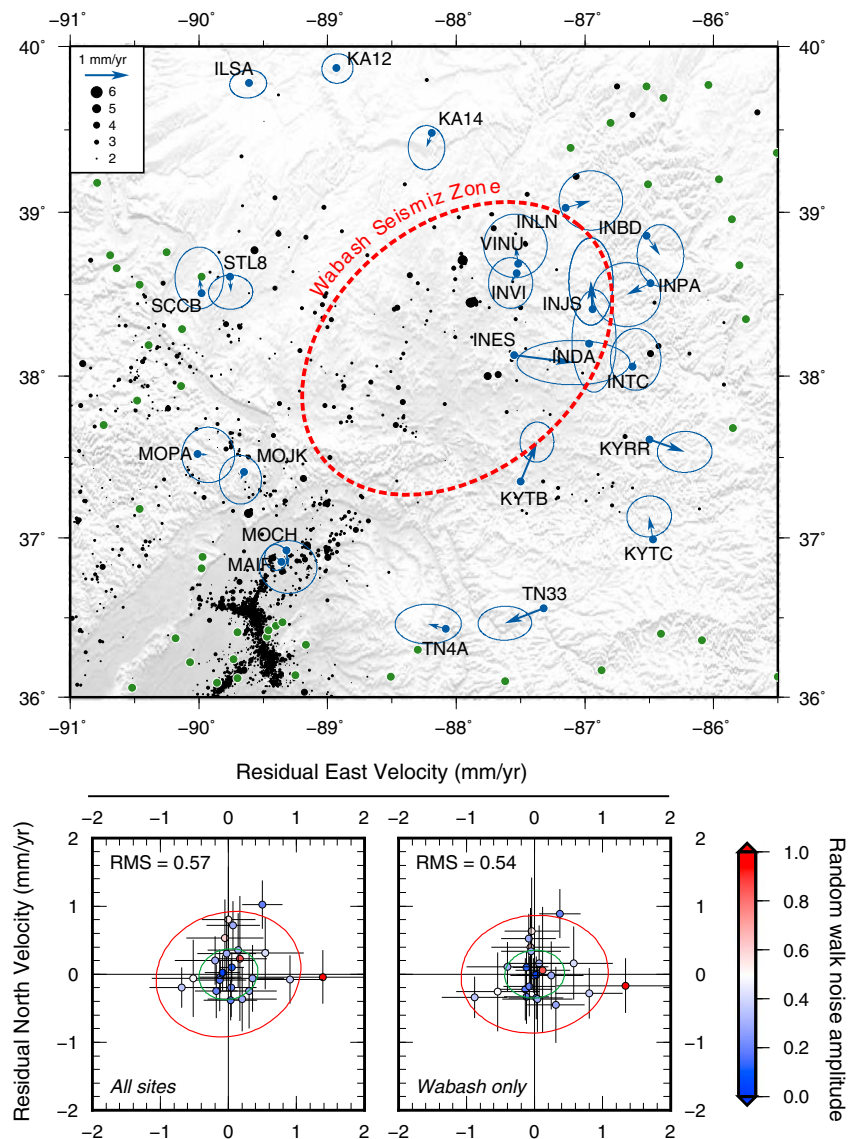 −91˚ −90˚ −89˚ −88˚ −87˚ −86˚
40˚ 40˚
1 mm/yr
6
5
4
3
2
ILSA
KA12
KA14
39˚ 39˚
Wabash Seismiz Zone
INLN
INBD
VINU
STL8
SCCB
INVI
INJS
INPA
INES
INDA
38˚ 38˚
INTC
MOPA
MOJK
KYRR
KYTB
37˚ 37˚
MOCH
KYTC
MAIF
TN33
TN4A
36˚ 36˚
−91˚ −90˚ −89˚ −88˚ −87˚ −86˚
Residual East Velocity (mm/yr)
−2 −1 0 1 2 −2 −1 0 1 2
2 2
RMS = 0.57 RMS = 0.54 1.0
1 1 0.8
0.6
0 0
0.4
−1 −1 0.2
All sites Wabash only 0.0
−2 −2
−2 −1 0 1 2 −2 −1 0 1 2
Residual North Velocity (mm/yr)
Random walk noise amplitude